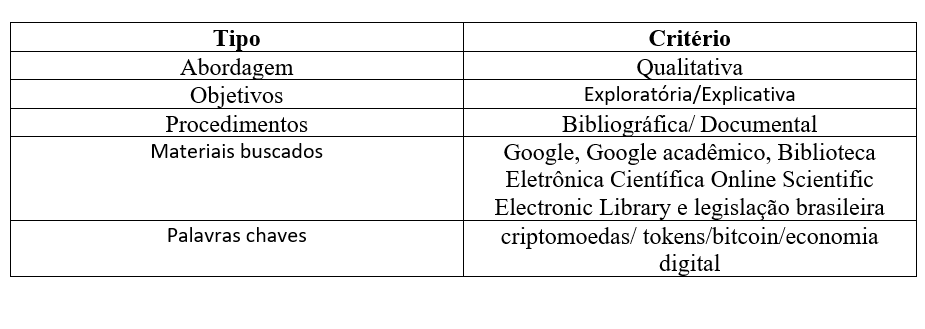 Tipo Critério
Abordagem Qualitativa
Objetivos Exploratória/Explicativa
Procedimentos Bibliográfica/ Documental
Materiais buscados Google, Google acadêmico, Biblioteca
Eletrônica Científica Online Scientific
Electronic Library e legislação brasileira
Palavras chaves criptomoedas/ tokens/bitcoin/economia
digital